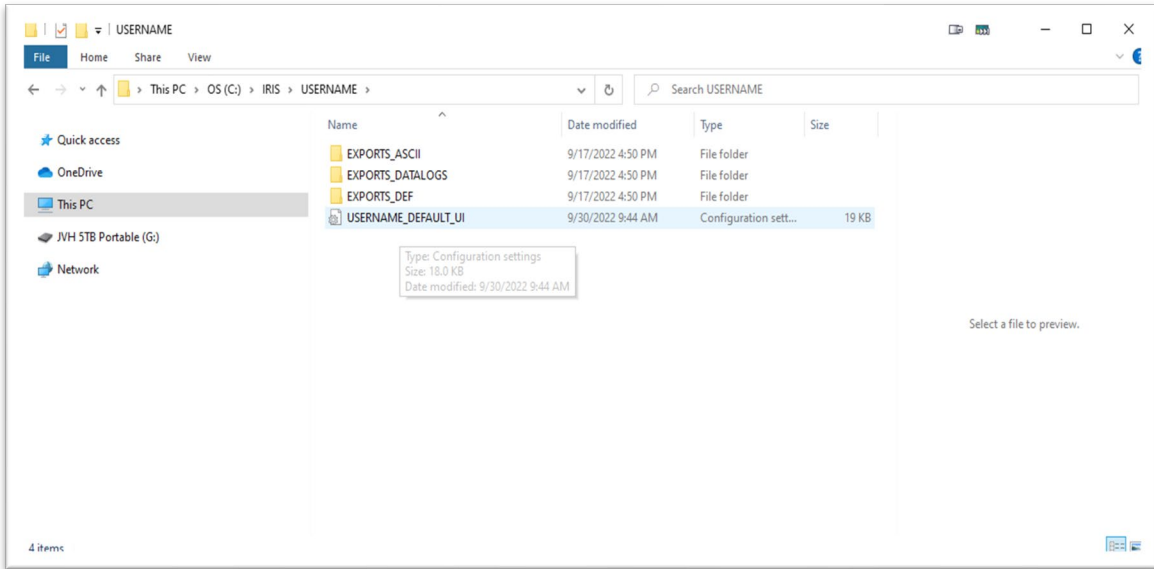 USERNAME
File Home Share View
This PC > OS (C:) > IRIS > USERNAME >
Search USERNAME
Quick access
OneDrive
This PC
JVH 5TB Portable (G:)
Network
Name Date modified Type Size
EXPORTS_ASCII 9/17/2022 4:50 PM File folder
EXPORTS_DATALOGS 9/17/2022 4:50 PM File folder
EXPORTS_DEF 9/17/2022 4:50 PM File folder
USERNAME_DEFAULT_UI 9/30/2022 9:44 AM Configuration sett... 19 KB
Type: Configuration settings
Size: 18.0 KB
Date modified: 9/30/2022 9:44 AM
Select a file to preview.
4 items